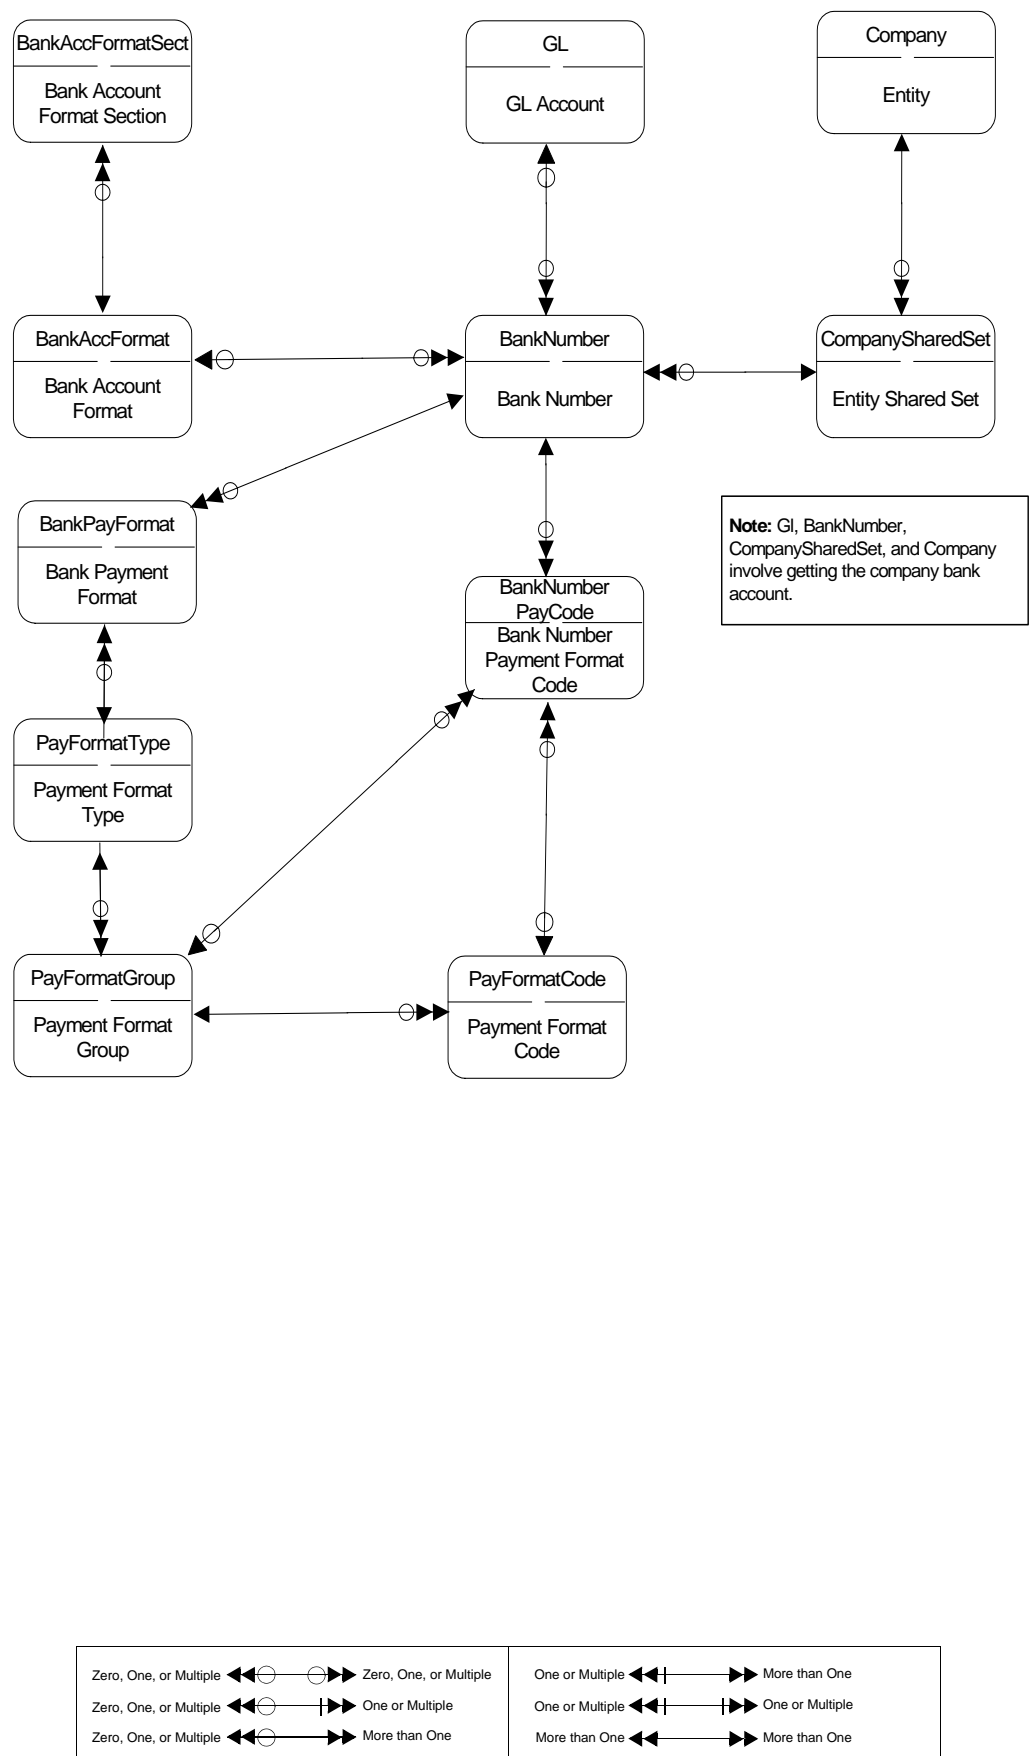 BankAccFormatSect
Bank Account
Format Section
GL
GL Account
Company
Entity
BankAccFormat
Bank Account
Format
BankNumber
Bank Number
CompanySharedSet
Entity Shared Set
BankPayFormat
Bank Payment
Format
Note: Gl, BankNumber,
CompanySharedSet, and Company
involve getting the company bank
account.
BankNumber
PayCode
Bank Number
Payment Format
Code
PayFormatType
Payment Format
Type
PayFormatGroup
Payment Format
Group
PayFormatCode
Payment Format
Code
Zero, One, or Multiple Zero, One, or Multiple
Zero, One, or Multiple One or Multiple
Zero, One, or Multiple More than One
One or Multiple More than One
One or Multiple One or Multiple
More than One More than One